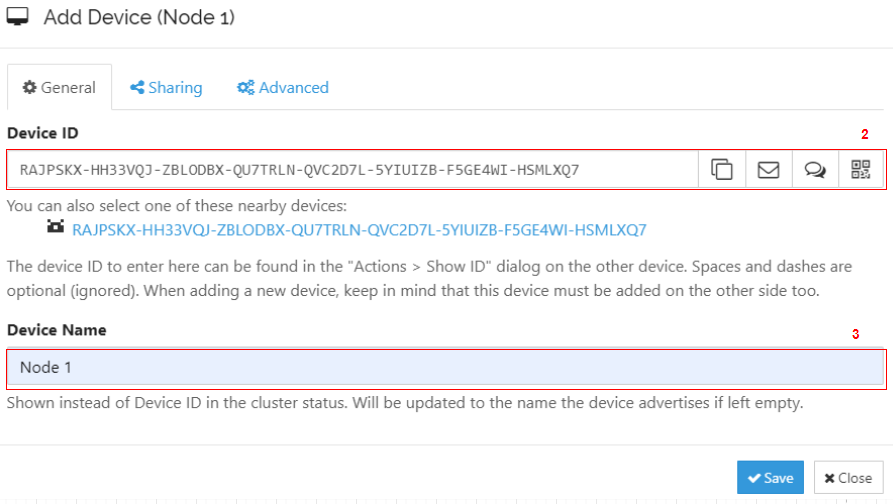 Add Device (Node 1)
General Sharing Advanced
Device ID
2
RAJPSKX-HH33VQJ-ZBLODBX-QU7TRLN-QVC2D7L-5YIUIZB-F5GE4WI-HSMLXQ7
You can also select one of these nearby devices:
RAJPSKX-HH33VQJ-ZBLODBX-QU7TRLN-QVC2D7L-5YIUIZB-F5GE4WI-HSMLXQ7
The device ID to enter here can be found in the "Actions > Show ID" dialog on the other device. Spaces and dashes are
optional (ignored). When adding a new device, keep in mind that this device must be added on the other side too.
Device Name
3
Node 1
Shown instead of Device ID in the cluster status. Will be updated to the name the device advertises if left empty.
Save Close